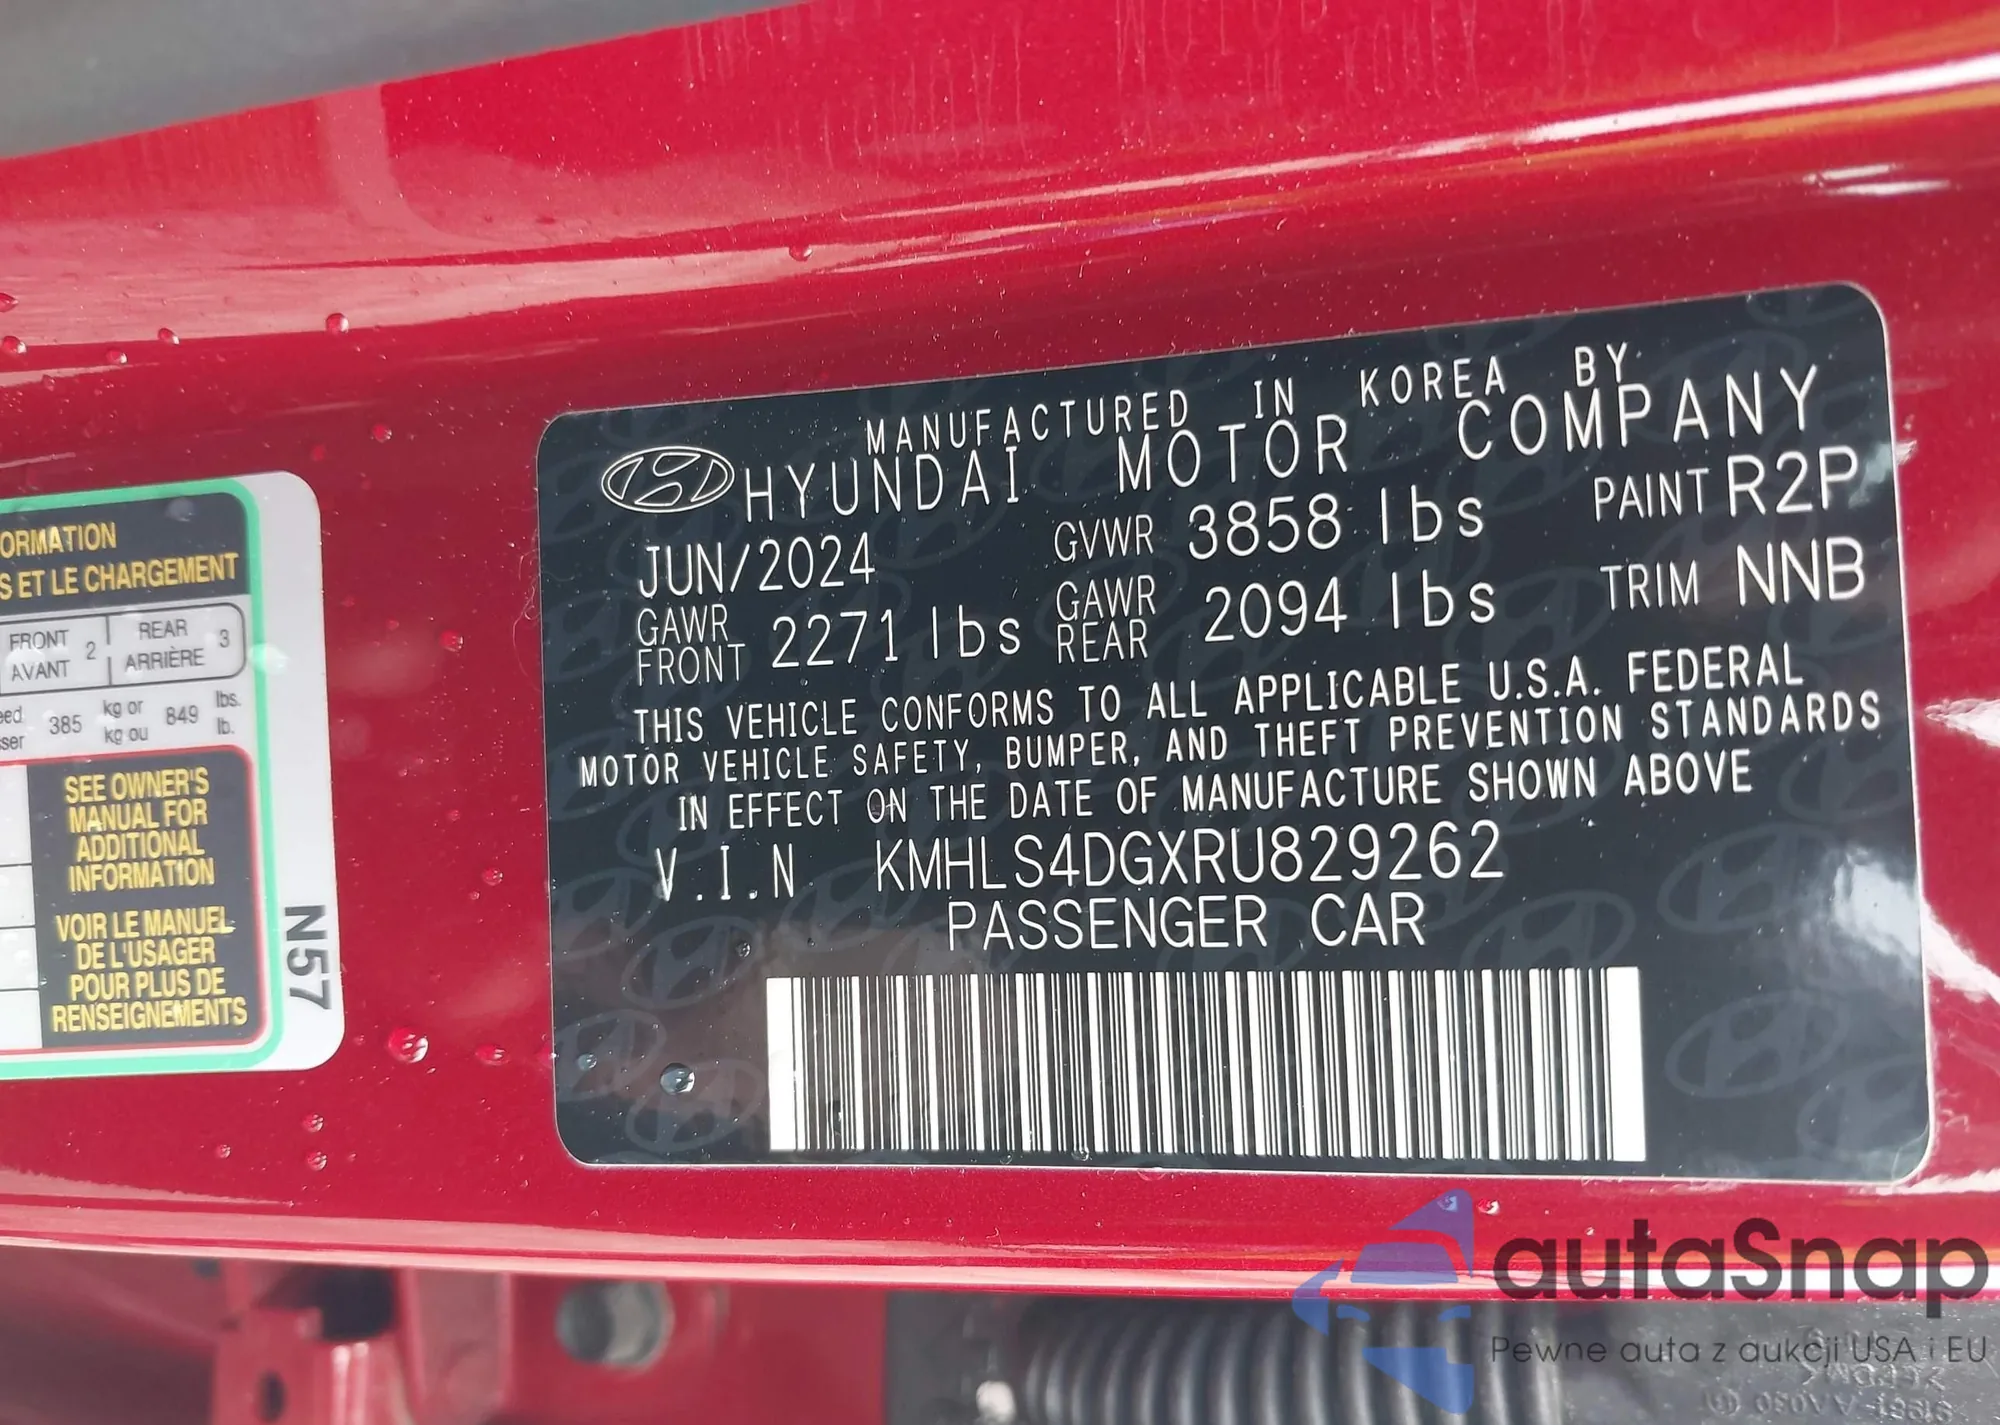 ORMATION
S ET LE CHARGEMENT
FRONT
AVANT
2
REAR
ARRIÈRE
3
385
kg or
kg ou
849
lbs.
lb.
SEE OWNER'S
MANUAL FOR
ADDITIONAL
INFORMATION
VOIR LE MANUEL
DE L'USAGER
POUR PLUS DE
RENSEIGNEMENTS
N57
MANUFACTURED IN KOREA BY
HYUNDAI MOTOR COMPANY
JUN/2024 GVWR 3858 lbs PAINT R2P
GAWR FRONT 2271 lbs GAWR REAR 2094 lbs TRIM NNB
THIS VEHICLE CONFORMS TO ALL APPLICABLE U.S.A. FEDERAL
MOTOR VEHICLE SAFETY, BUMPER, AND THEFT PREVENTION STANDARDS
IN EFFECT ON THE DATE OF MANUFACTURE SHOWN ABOVE
V.I.N KMHLS4DGXRU829262
PASSENGER CAR
autaSnap
Pewne auta z aukcji USA i EU